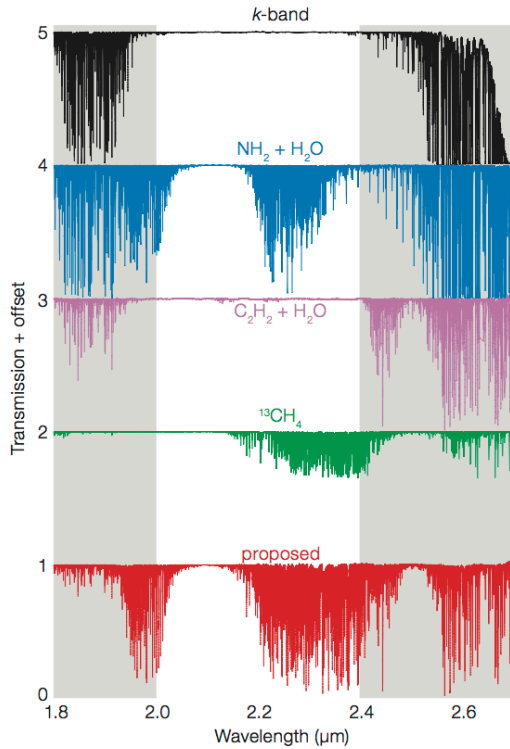 k-band
5
NH₂ + H₂O
4
3
C₂H₂ + H₂O
¹³CH₄
2
proposed
1
0
Transmission + offset
1.8 2.0 2.2 2.4 2.6
Wavelength (μm)